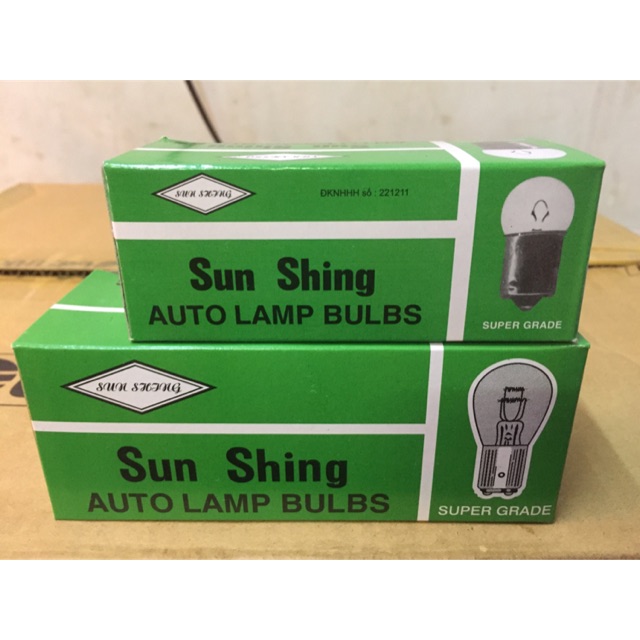 SUN SHING
ĐKNHHH số : 221211
Sun Shing
AUTO LAMP BULBS
SUPER GRADE
SUN SHING
Sun Shing
AUTO LAMP BULBS
SUPER GRADE